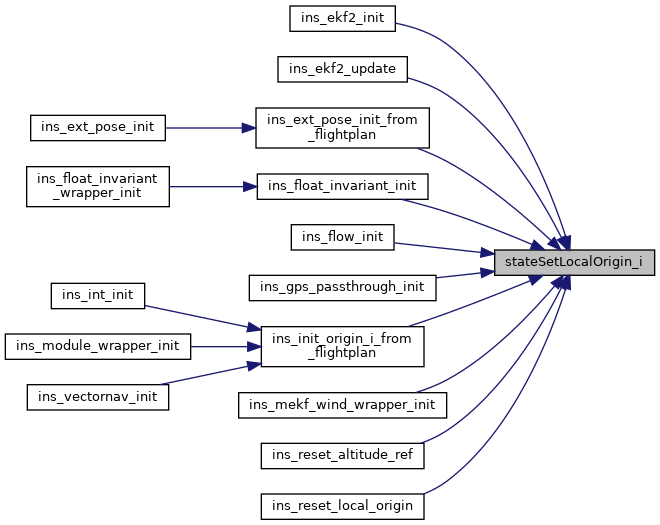 ins_ekf2_init
ins_ekf2_update
ins_ext_pose_init
ins_ext_pose_init_from
_flightplan
ins_float_invariant
_wrapper_init
ins_float_invariant_init
ins_flow_init
stateSetLocalOrigin_i
ins_gps_passthrough_init
ins_int_init
ins_module_wrapper_init
ins_init_origin_i_from
_flightplan
ins_vectornav_init
ins_mekf_wind_wrapper_init
ins_reset_altitude_ref
ins_reset_local_origin